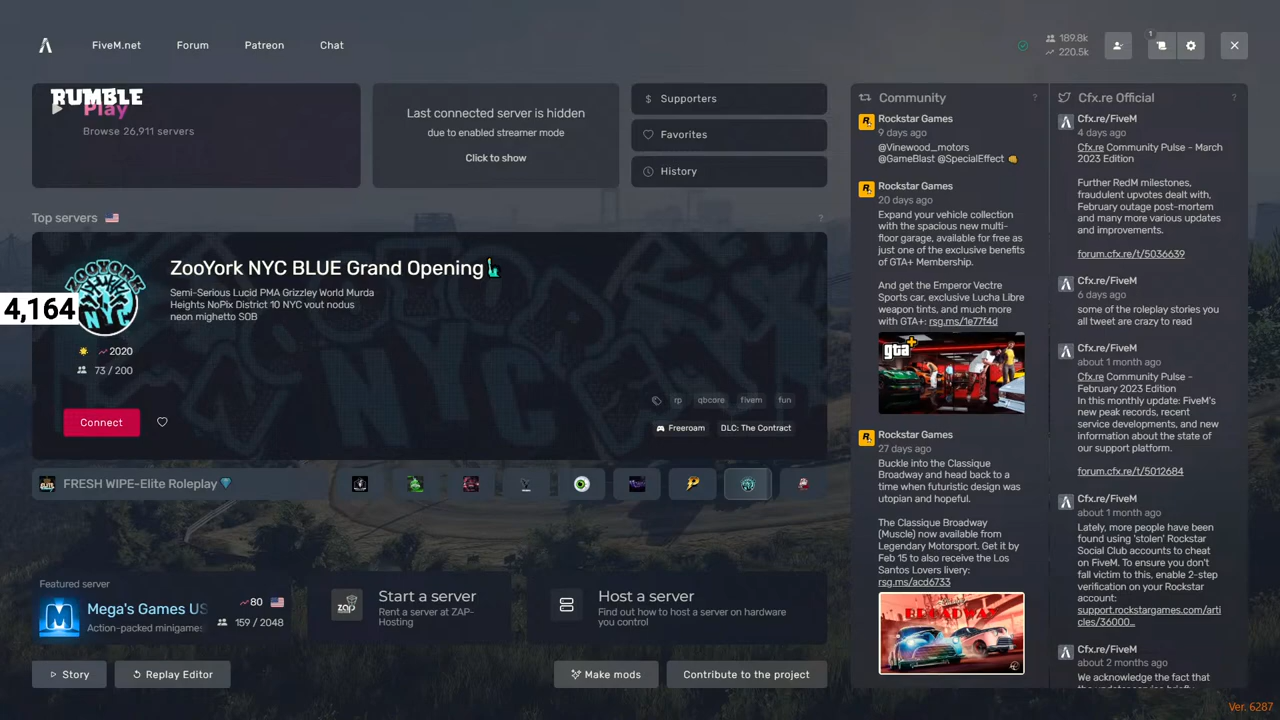 FiveM.net
Forum
Patreon
Chat
189.8k
220.5k
1
RUMBLE
Play
Browse 26,911 servers
Last connected server is hidden
due to enabled streamer mode
Click to show
$ Supporters
Favorites
History
Top servers
?
ZOOYORK
NYC
ZooYork NYC BLUE Grand Opening
Semi-Serious Lucid PMA Grizzley World Murda
Heights NoPix District 10 NYC vout nodus
neon mighetto SOB
4,164
2020
73 / 200
Connect
rp
qbcore
fivem
fun
Freeroam
DLC: The Contract
FRESH WIPE-Elite Roleplay
Featured server
Mega's Games US
Action-packed minigame
80
159 / 2048
ZAP
Start a server
Rent a server at ZAP-
Hosting
Host a server
Find out how to host a server on hardware
you control
Story
Replay Editor
Make mods
Contribute to the project
Community
?
Rockstar Games
9 days ago
@Vinewood_motors
@GameBlast @SpecialEffect
Rockstar Games
20 days ago
Expand your vehicle collection
with the spacious new multi-
floor garage, available for free as
just one of the exclusive benefits
of GTA+ Membership.
And get the Emperor Vectre
Sports car, exclusive Lucha Libre
weapon tints, and much more
with GTA+: rsg.ms/1e77f4d
gta+
Rockstar Games
27 days ago
Buckle into the Classique
Broadway and head back to a
time when futuristic design was
utopian and hopeful.
The Classique Broadway
(Muscle) now available from
Legendary Motorsport. Get it by
Feb 15 to also receive the Los
Santos Lovers livery:
rsg.ms/acd6733
BROADWAY
Cfx.re Official
?
Cfx.re/FiveM
4 days ago
Cfx.re Community Pulse - March
2023 Edition
Further RedM milestones,
fraudulent upvotes dealt with,
February outage post-mortem
and many more various updates
and improvements.
forum.cfx.re/t/5036639
Cfx.re/FiveM
6 days ago
some of the roleplay stories you
all tweet are crazy to read
Cfx.re/FiveM
about 1 month ago
Cfx.re Community Pulse -
February 2023 Edition
In this monthly update: FiveM's
new peak records, recent
service developments, and new
information about the state of
our support platform.
forum.cfx.re/t/5012684
Cfx.re/FiveM
about 1 month ago
Lately, more people have been
found using 'stolen' Rockstar
Social Club accounts to cheat
on FiveM. To ensure you don't
fall victim to this, enable 2-step
verification on your Rockstar
account:
support.rockstargames.com/arti
cles/36000…
Cfx.re/FiveM
about 2 months ago
We acknowledge the fact that
Ver. 6287